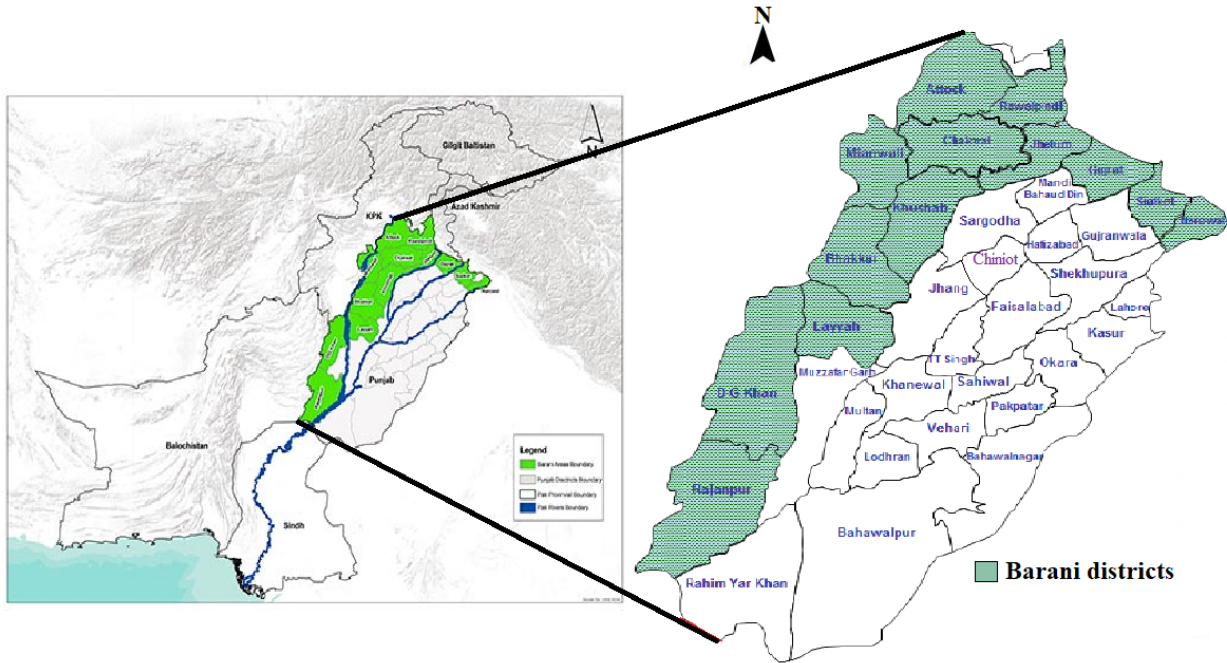 N
Gilgit Baltistan
Azad Kashmir
KPK
Punjab
Balochistan
Sindh
Legend
Barani Areas Boundary
Punjab Districts Boundary
Pak Provincial Boundary
Pak Rivers Boundary
N
Attock
Rawalpindi
Chakwal
Jhelum
Mianwali
Gujrat
Mandi
Bahaud Din
Khushab
Sialkot
Narowal
Sargodha
Gujranwala
Hafizabad
Bhakkar
Chiniot
Shekhupura
Jhang
Faisalabad
Lahore
Layyah
Kasur
TT Singh
Okara
Muzzafar Garh
Khanewal
Sahiwal
D G Khan
Multan
Pakpatar
Vehari
Lodhran
Bahawalnagar
Rajanpur
Bahawalpur
Rahim Yar Khan
Barani districts